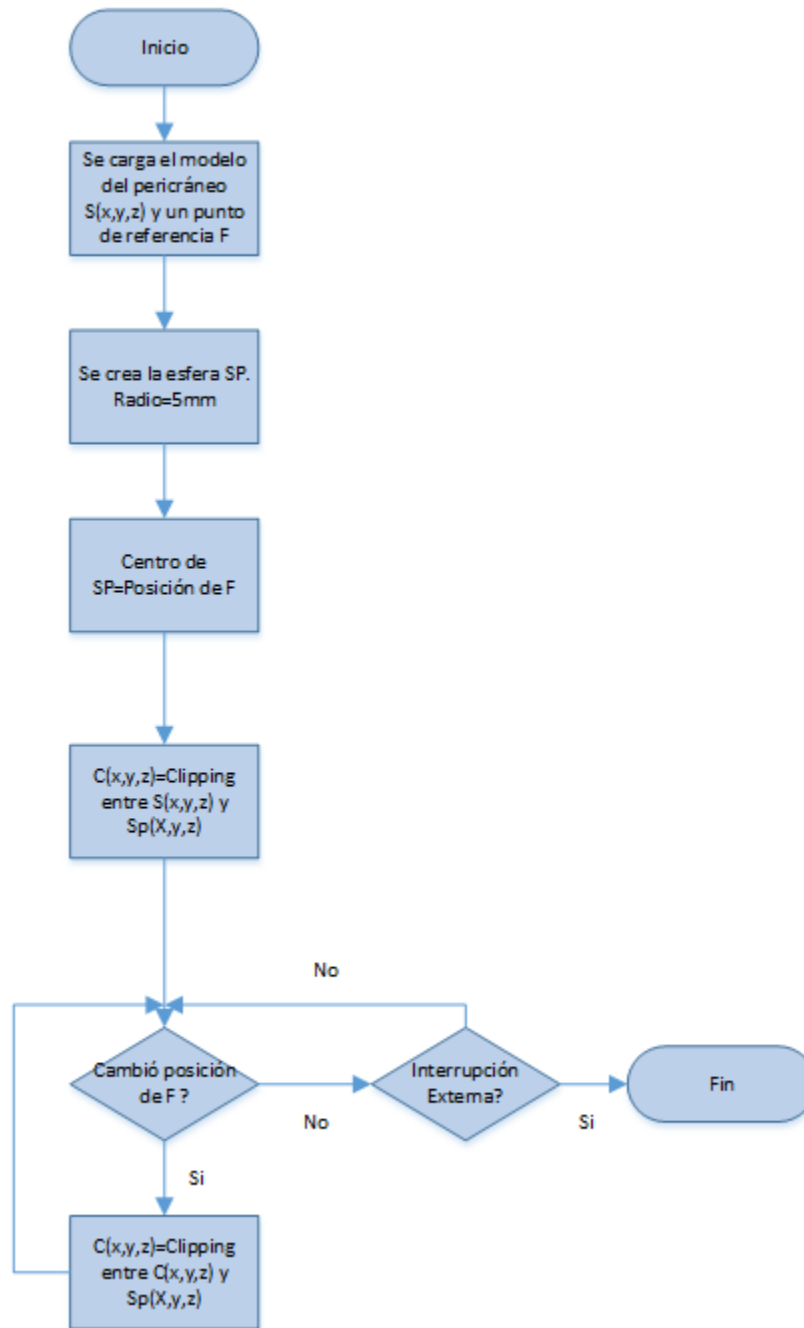 Inicio
Se carga el modelo
del pericráneo
S(x,y,z) y un punto
de referencia F
Se crea la esfera SP.
Radio=5mm
Centro de
SP=Posición de F
C(x,y,z)=Clipping
entre S(x,y,z) y
Sp(X,y,z)
No
Cambió posición
de F ?
No
Interrupción
Externa?
Si
Fin
Si
C(x,y,z)=Clipping
entre C(x,y,z) y
Sp(X,y,z)